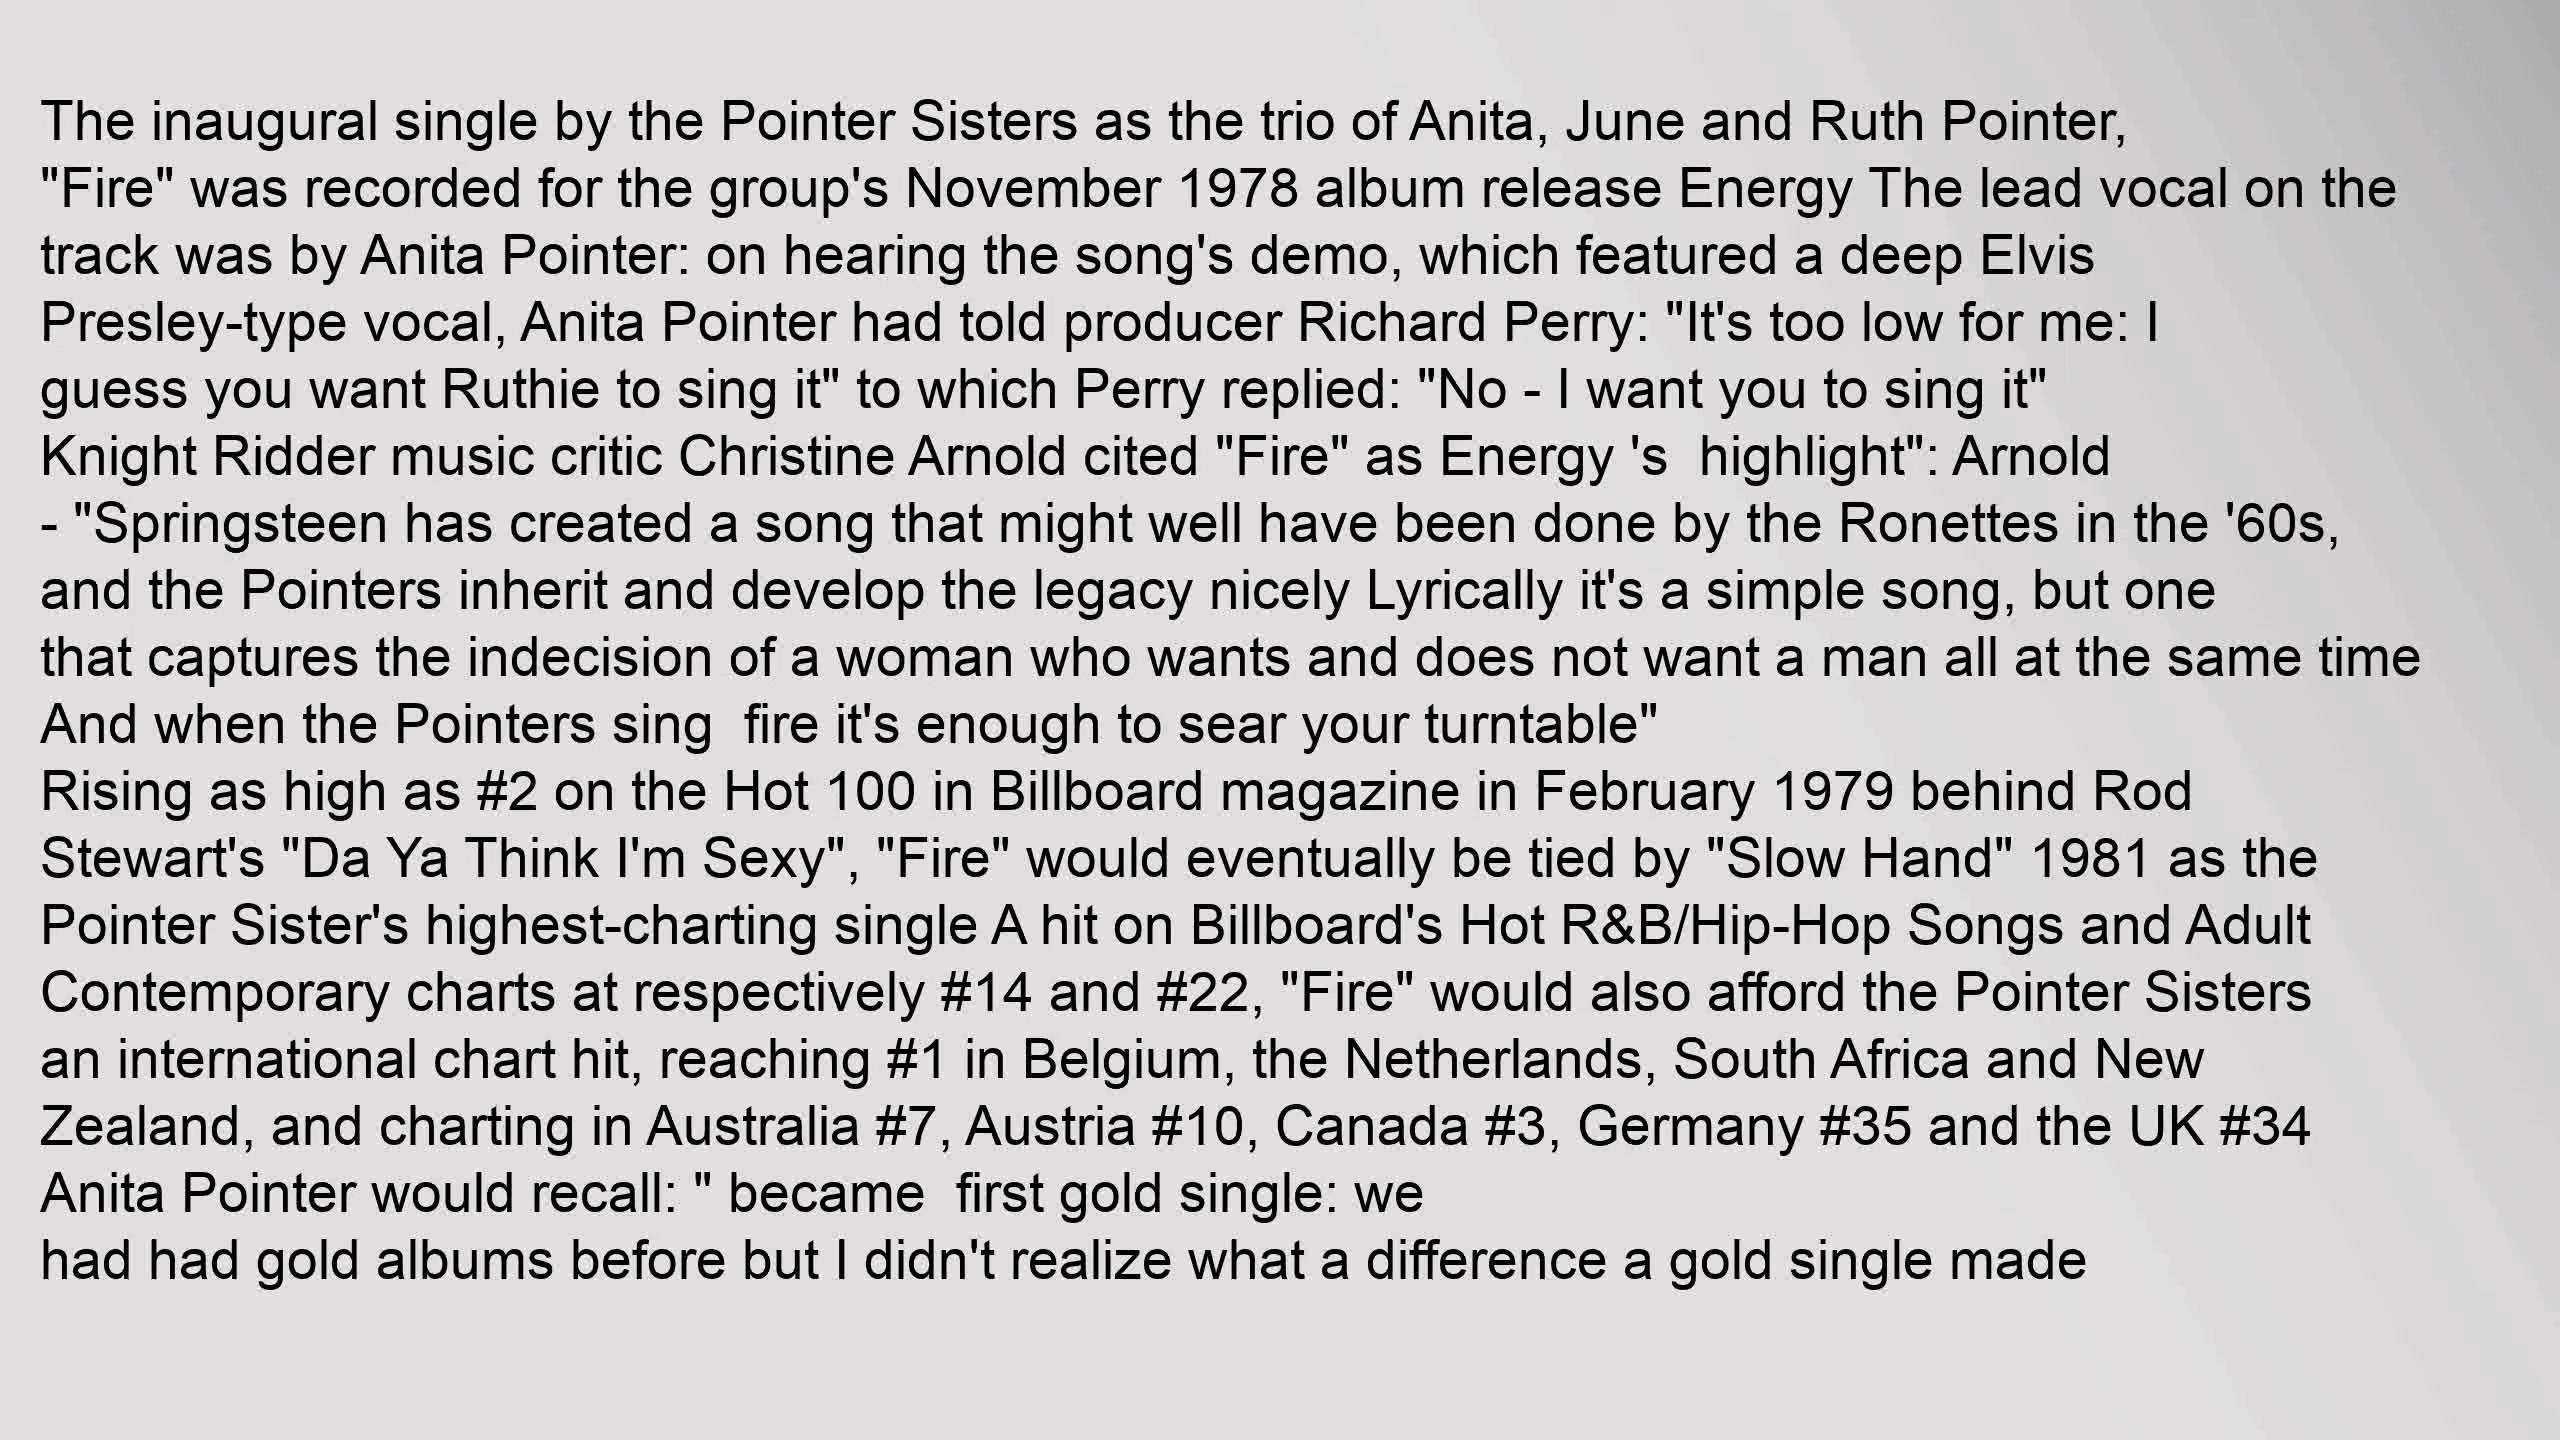 The inaugural single by the Pointer Sisters as the trio of Anita, June and Ruth Pointer,
"Fire" was recorded for the group's November 1978 album release Energy The lead vocal on the
track was by Anita Pointer: on hearing the song's demo, which featured a deep Elvis
Presley-type vocal, Anita Pointer had told producer Richard Perry: "It's too low for me: I
guess you want Ruthie to sing it" to which Perry replied: "No - I want you to sing it"
Knight Ridder music critic Christine Arnold cited "Fire" as Energy 's  highlight": Arnold
- "Springsteen has created a song that might well have been done by the Ronettes in the '60s,
and the Pointers inherit and develop the legacy nicely Lyrically it's a simple song, but one
that captures the indecision of a woman who wants and does not want a man all at the same time
And when the Pointers sing  fire it's enough to sear your turntable"
Rising as high as #2 on the Hot 100 in Billboard magazine in February 1979 behind Rod
Stewart's "Da Ya Think I'm Sexy", "Fire" would eventually be tied by "Slow Hand" 1981 as the
Pointer Sister's highest-charting single A hit on Billboard's Hot R&B/Hip-Hop Songs and Adult
Contemporary charts at respectively #14 and #22, "Fire" would also afford the Pointer Sisters
an international chart hit, reaching #1 in Belgium, the Netherlands, South Africa and New
Zealand, and charting in Australia #7, Austria #10, Canada #3, Germany #35 and the UK #34
Anita Pointer would recall: " became  first gold single: we
had had gold albums before but I didn't realize what a difference a gold single made